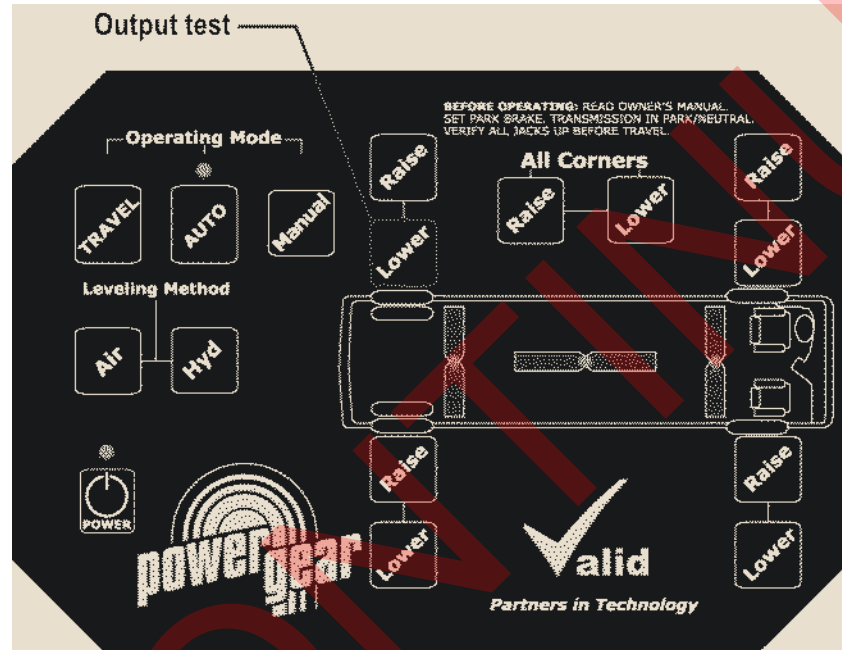 Output test
BEFORE OPERATING: READ OWNER'S MANUAL.
SET PARK BRAKE. TRANSMISSION IN PARK/NEUTRAL.
VERIFY ALL JACKS UP BEFORE TRAVEL.
Operating Mode
All Corners
Raise
Raise
TRAVEL
AUTO
Manual
Raise
Lower
Lower
Lower
Leveling Method
Air
Hyd
Raise
Raise
POWER
power gear
Lower
Valid
Lower
Partners in Technology